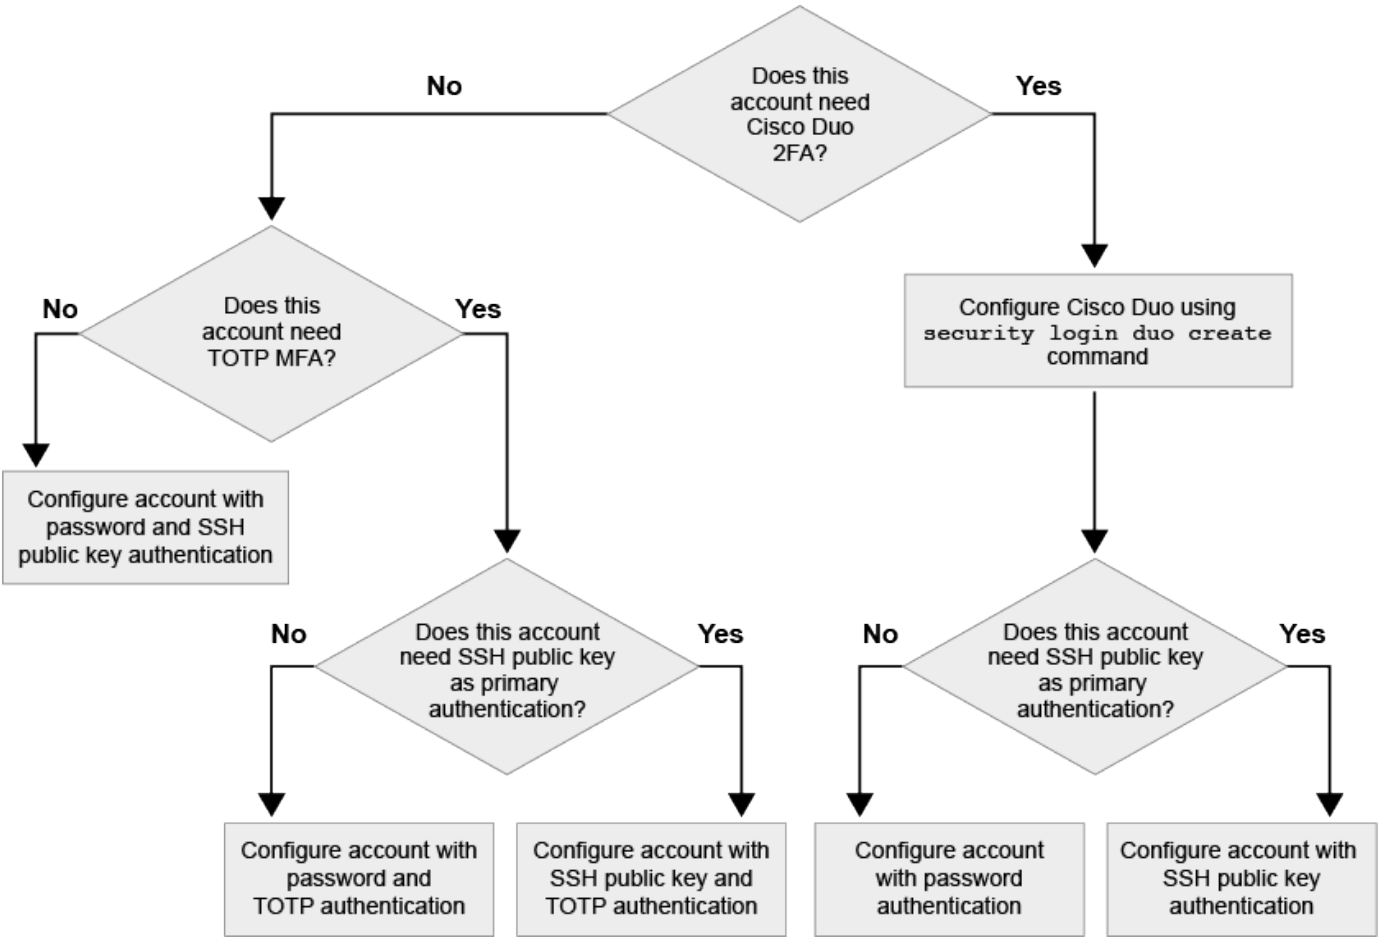 Does this
account need
Cisco Duo
2FA?
No
Yes
Does this
account need
TOTP MFA?
No
Yes
Configure Cisco Duo using
security login duo create
command
Configure account with
password and SSH
public key authentication
Does this account
need SSH public key
as primary
authentication?
No
Yes
Does this account
need SSH public key
as primary
authentication?
No
Yes
Configure account with
password and
TOTP authentication
Configure account with
SSH public key and
TOTP authentication
Configure account
with password
authentication
Configure account with
SSH public key
authentication